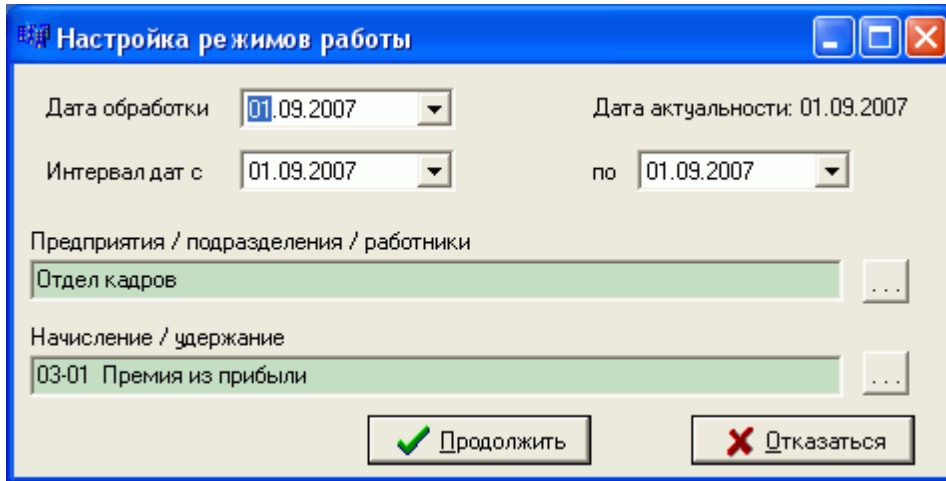 Настройка режимов работы
Дата обработки 01.09.2007 Дата актуальности: 01.09.2007
Интервал дат с 01.09.2007 по 01.09.2007
Предприятия / подразделения / работники
Отдел кадров ...
Начисление / удержание
03-01 Премия из прибыли ...
Продолжить Отказаться